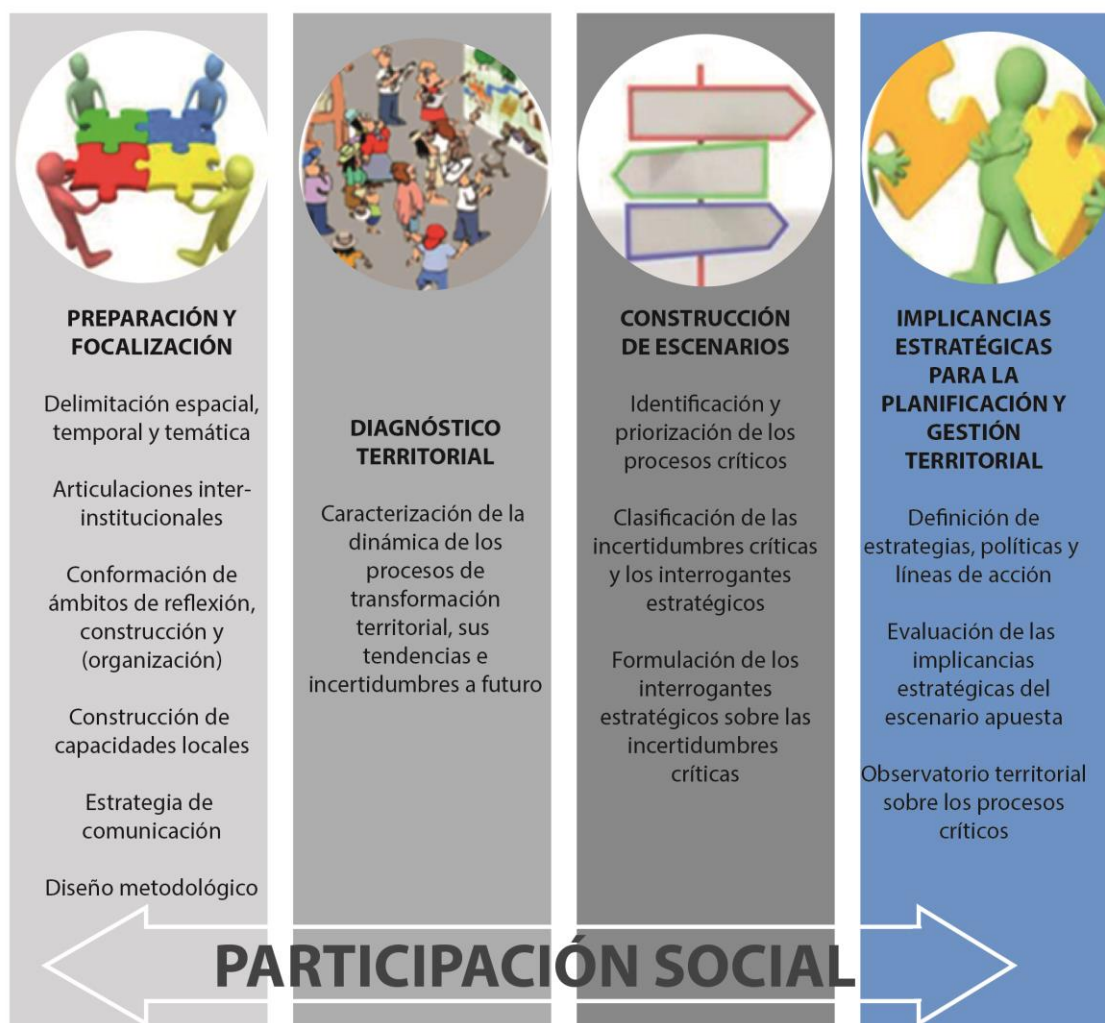 PREPARACIÓN Y
FOCALIZACIÓN
Delimitación espacial,
temporal y temática
Articulaciones inter-
institucionales
Conformación de
ámbitos de reflexión,
construcción y
(organización)
Construcción de
capacidades locales
Estrategia de
comunicación
Diseño metodológico
DIAGNÓSTICO
TERRITORIAL
Caracterización de la
dinámica de los
procesos de
transformación
territorial, sus
tendencias e
incertidumbres a futuro
CONSTRUCCIÓN
DE ESCENARIOS
Identificación y
priorización de los
procesos críticos
Clasificación de las
incertidumbres críticas
y los interrogantes
estratégicos
Formulación de los
interrogantes
estratégicos sobre las
incertidumbres
críticas
IMPLICANCIAS
ESTRATÉGICAS
PARA LA
PLANIFICACIÓN Y
GESTIÓN
TERRITORIAL
Definición de
estrategias, políticas y
líneas de acción
Evaluación de las
implicancias
estratégicas del
escenario apuesta
Observatorio territorial
sobre los procesos
críticos
PARTICIPACIÓN SOCIAL